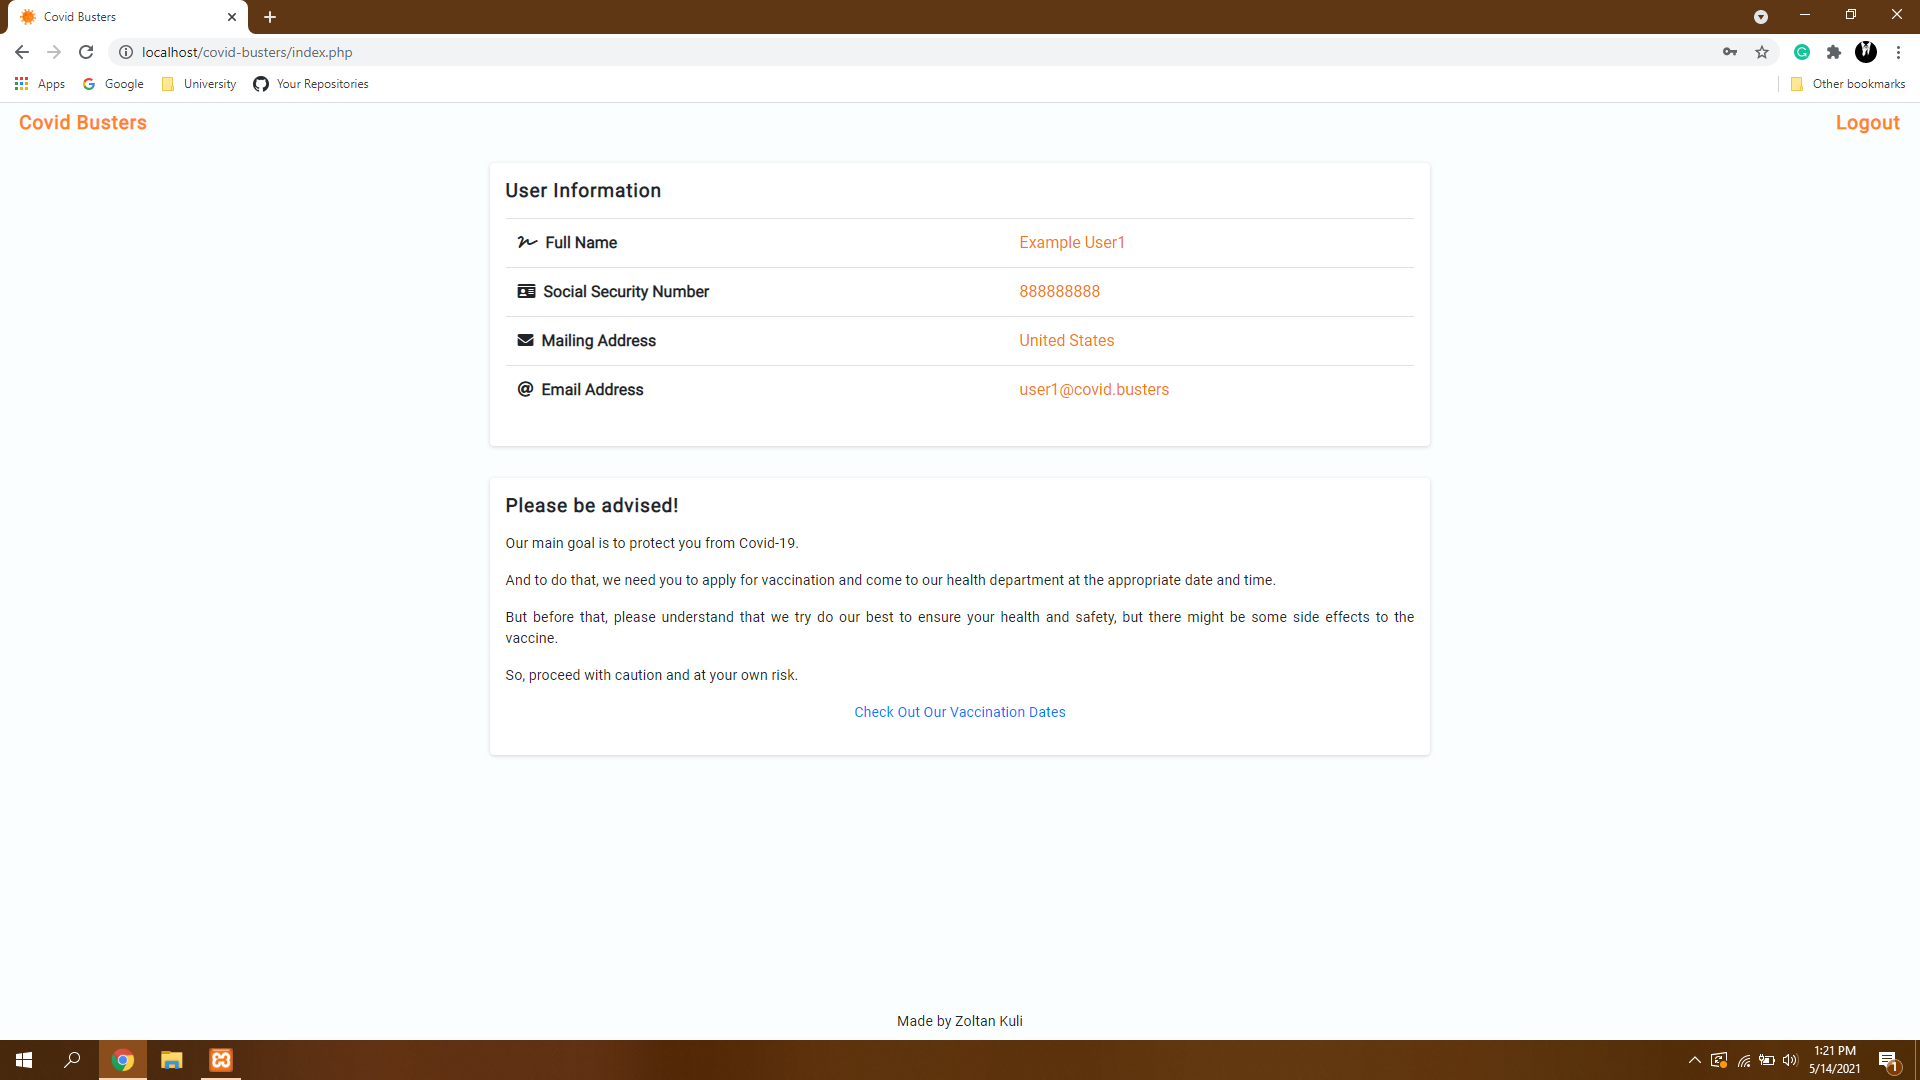 Covid Busters
localhost/covid-busters/index.php
Apps Google University Your Repositories Other bookmarks
Covid Busters Logout
User Information
Full Name Example User1
Social Security Number 888888888
Mailing Address United States
Email Address user1@covid.busters
Please be advised!
Our main goal is to protect you from Covid-19.
And to do that, we need you to apply for vaccination and come to our health department at the appropriate date and time.
But before that, please understand that we try do our best to ensure your health and safety, but there might be some side effects to the
vaccine.
So, proceed with caution and at your own risk.
Check Out Our Vaccination Dates
Made by Zoltan Kuli
1:21 PM
5/14/2021
1